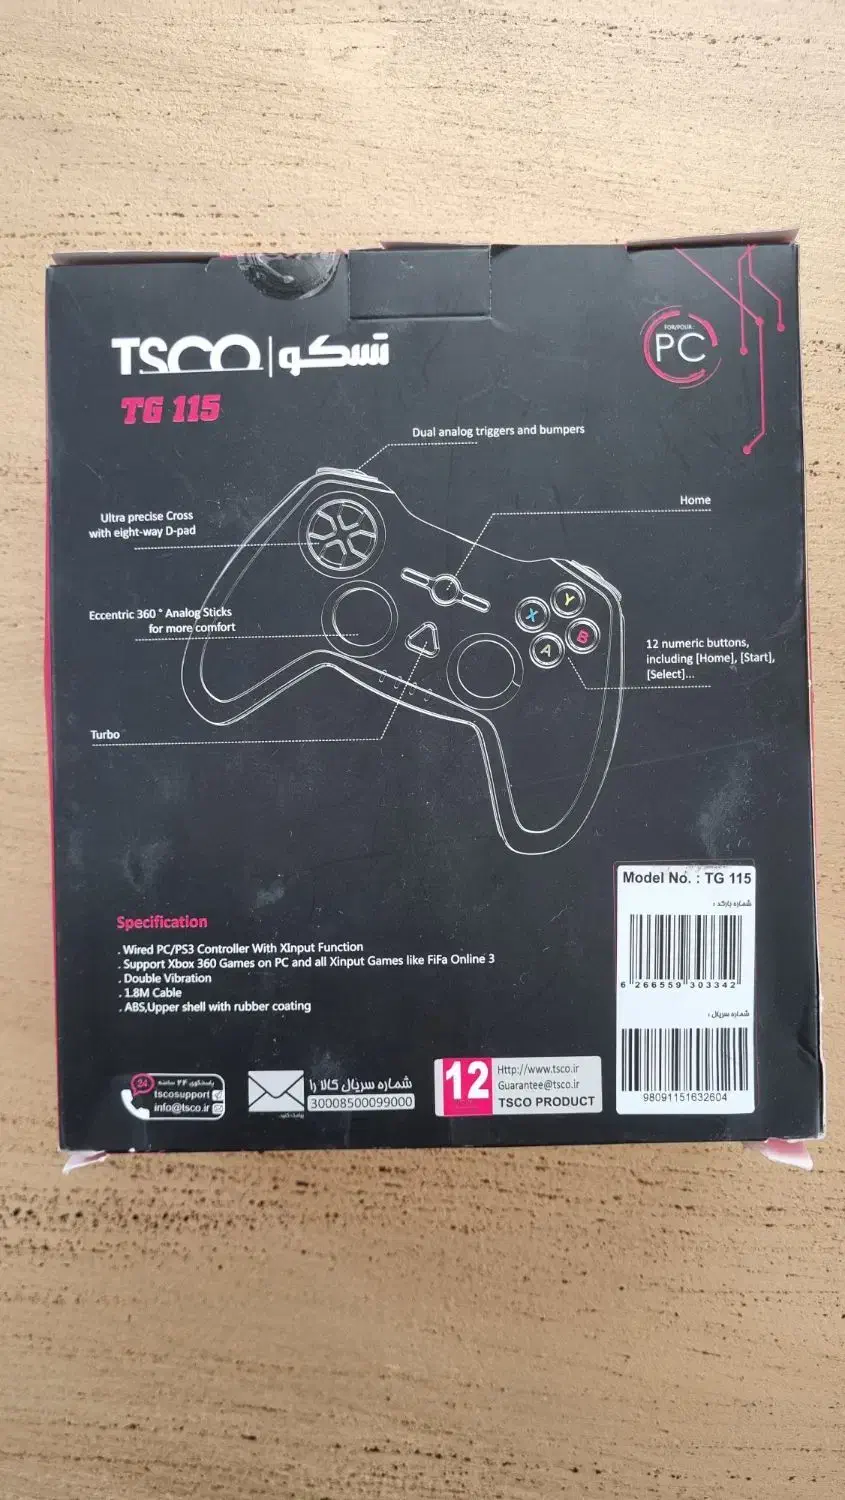 TSCO | تسکو
TG 115
FOR/POUR :
PC
Dual analog triggers and bumpers
Home
Ultra precise Cross
with eight-way D-pad
Eccentric 360 ° Analog Sticks
for more comfort
X
Y
A
B
12 numeric buttons,
including [Home], [Start],
[Select]...
Turbo
Specification
. Wired PC/PS3 Controller With XInput Function
. Support Xbox 360 Games on PC and all Xinput Games like FiFa Online 3
. Double Vibration
. 1.8M Cable
. ABS,Upper shell with rubber coating
Model No. : TG 115
شماره بارکد :
6 266559 303342
شماره سریال :
98091151632604
24
پاسخگوی ۲۴ ساعته
tscosupport
info@tsco.ir
شماره سریال کالا را
30008500099000
پیامک کنید.
12
Http://www.tsco.ir
Guarantee@tsco.ir
TSCO PRODUCT